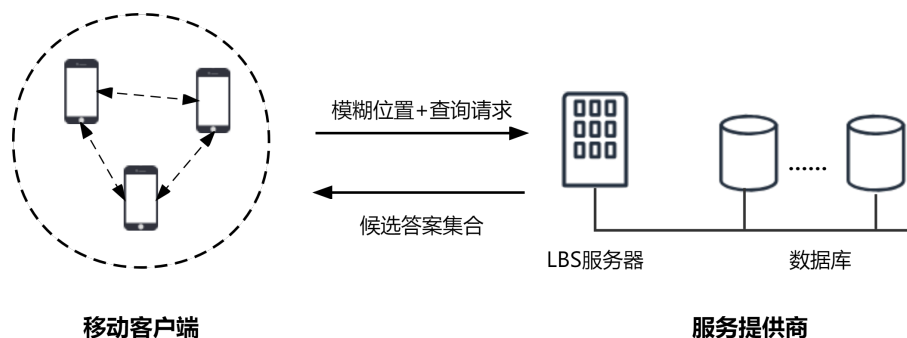 模糊位置+查询请求
候选答案集合
LBS服务器
......
数据库
移动客户端
服务提供商